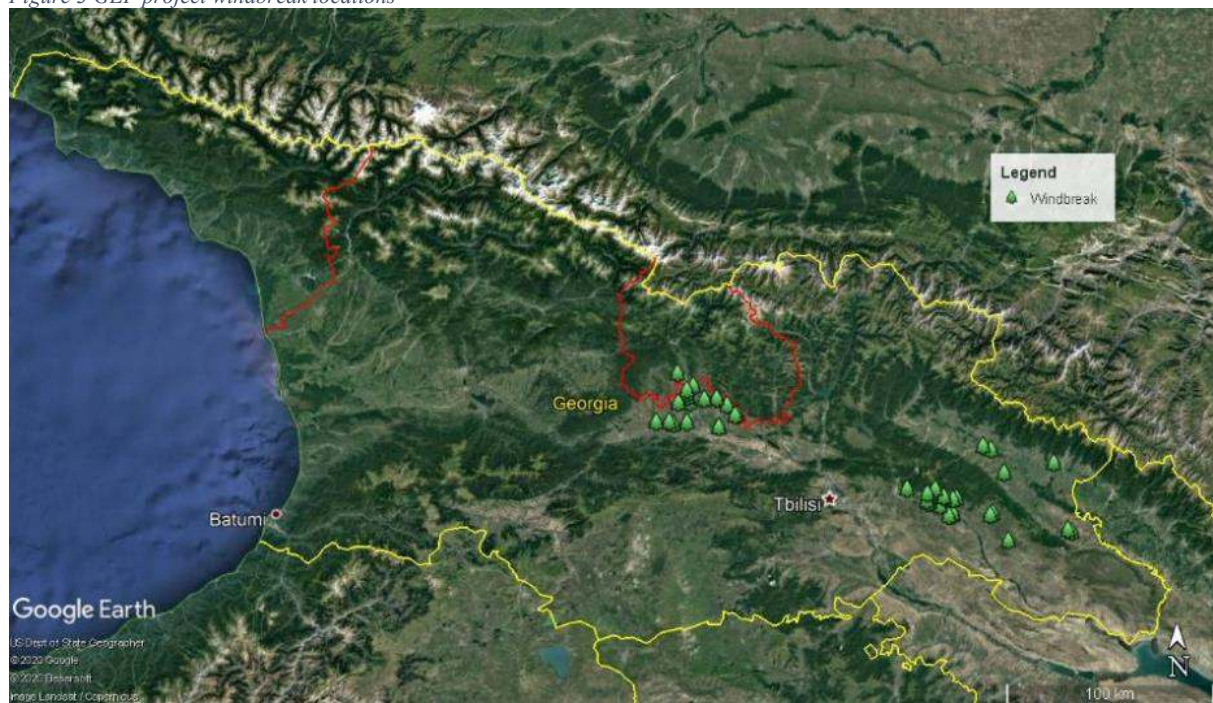 Figure 3 GEF project windbreak locations
Legend
Windbreak
Georgia
Tbilisi
Batumi
Google Earth
US Dept of State Geographer
© 2020 Google
© 2020 Basarsoft
Image Landsat / Copernicus
N
100 km